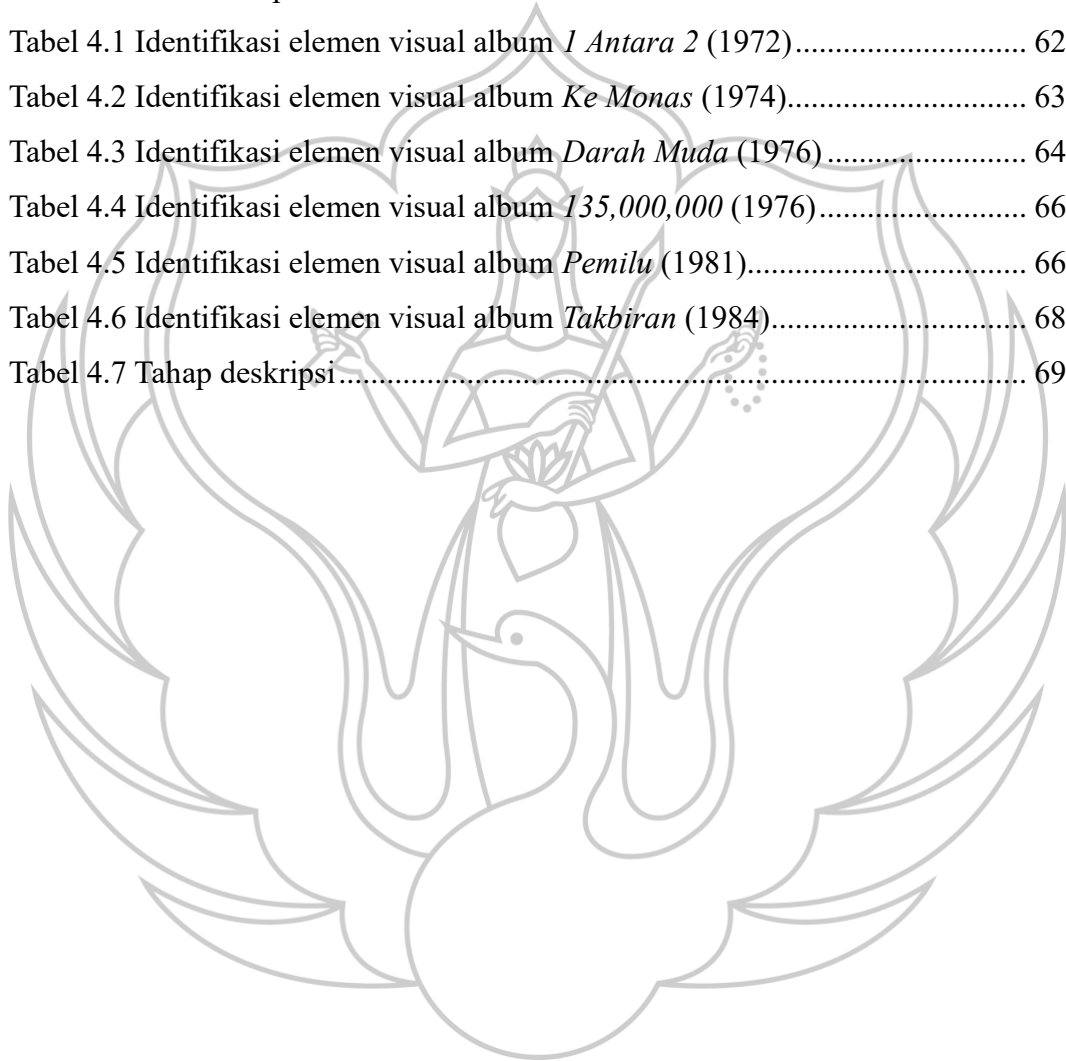 Tabel 4.1 Identifikasi elemen visual album 1 Antara 2 (1972)............................ 62
Tabel 4.2 Identifikasi elemen visual album Ke Monas (1974)............................. 63
Tabel 4.3 Identifikasi elemen visual album Darah Muda (1976)........................ 64
Tabel 4.4 Identifikasi elemen visual album 135,000,000 (1976)......................... 66
Tabel 4.5 Identifikasi elemen visual album Pemilu (1981).................................. 66
Tabel 4.6 Identifikasi elemen visual album Takbiran (1984)............................... 68
Tabel 4.7 Tahap deskripsi..................................................................................... 69